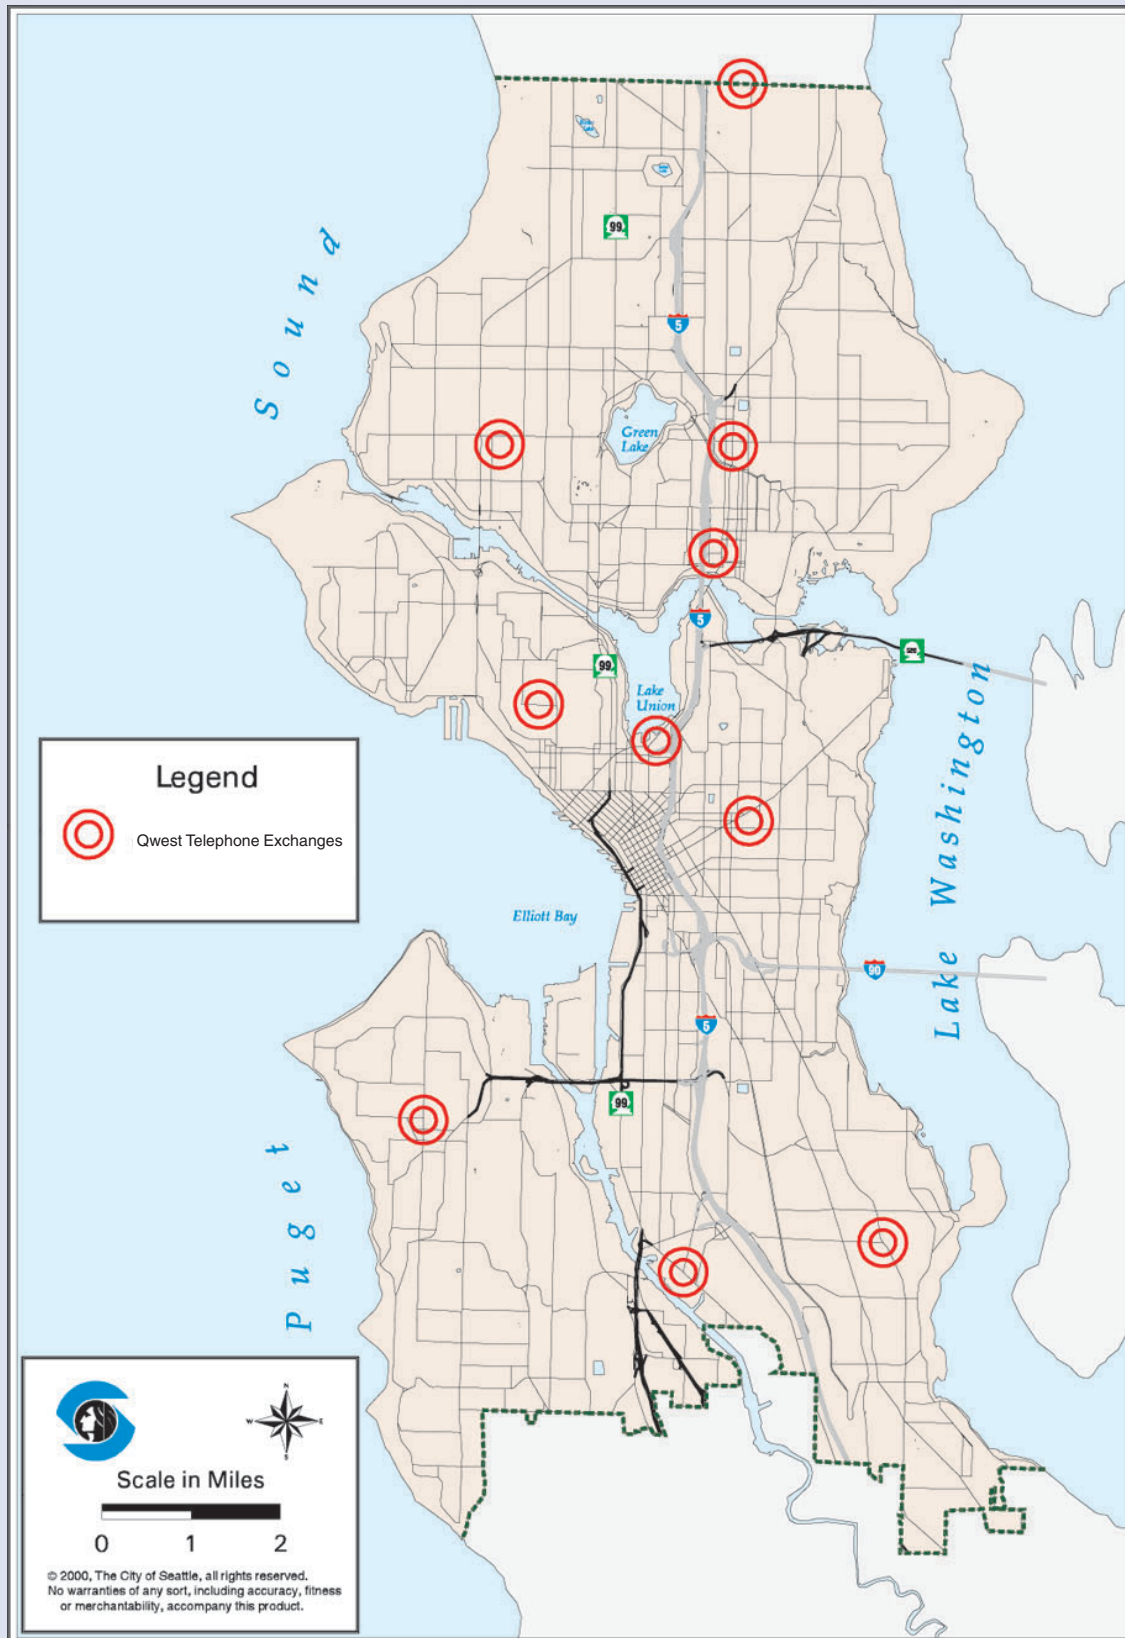 99
Sound
5
Green
Lake
5
99
520
Lake
Union
Lake Washington
Legend
Qwest Telephone Exchanges
Elliott Bay
90
5
99
Puget
N
W E
S
Scale in Miles
0 1 2
© 2000, The City of Seattle, all rights reserved.
No warranties of any sort, including accuracy, fitness
or merchantability, accompany this product.